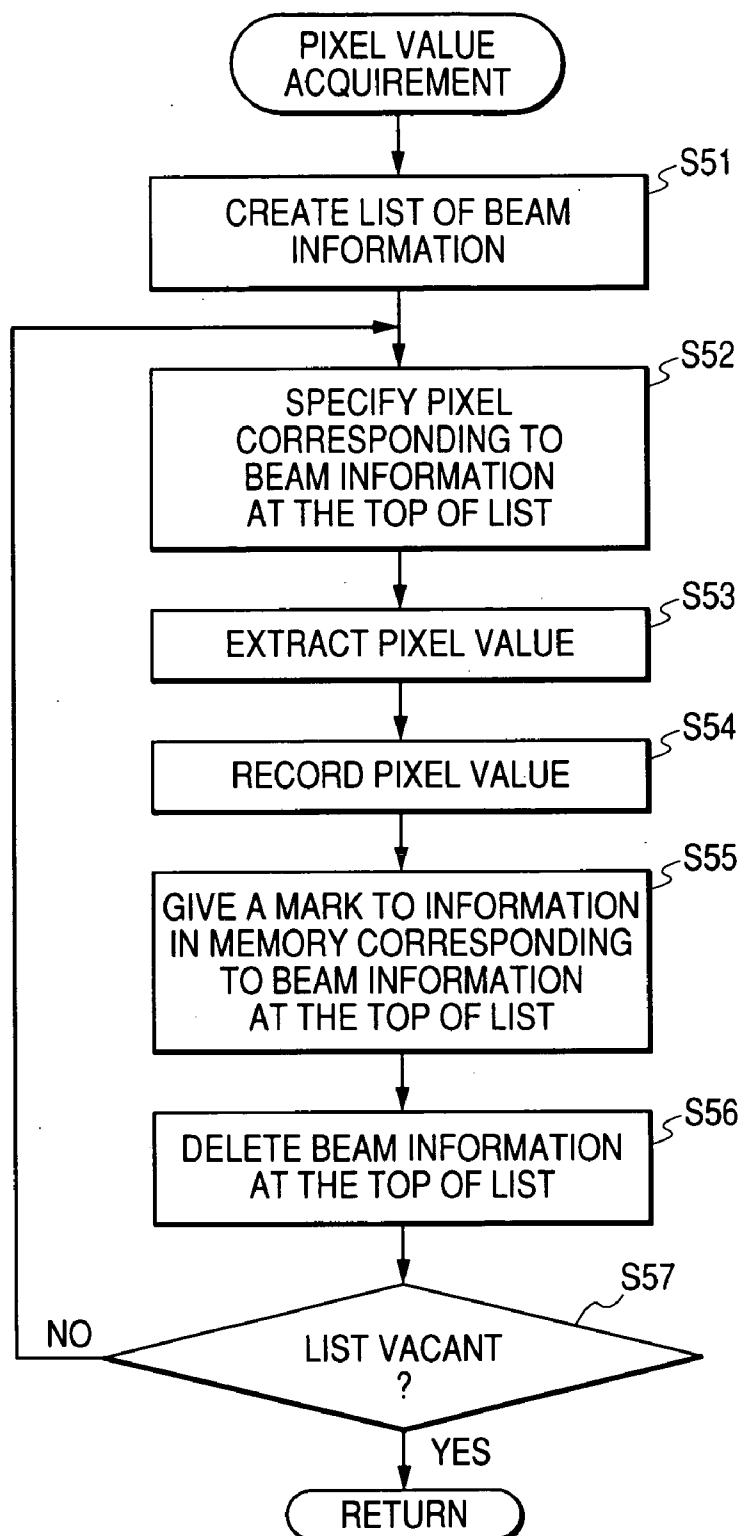 PIXEL VALUE
ACQUIREMENT
S51
CREATE LIST OF BEAM
INFORMATION
S52
SPECIFY PIXEL
CORRESPONDING TO
BEAM INFORMATION
AT THE TOP OF LIST
S53
EXTRACT PIXEL VALUE
S54
RECORD PIXEL VALUE
S55
GIVE A MARK TO INFORMATION
IN MEMORY CORRESPONDING
TO BEAM INFORMATION
AT THE TOP OF LIST
S56
DELETE BEAM INFORMATION
AT THE TOP OF LIST
S57
NO
LIST VACANT
?
YES
RETURN